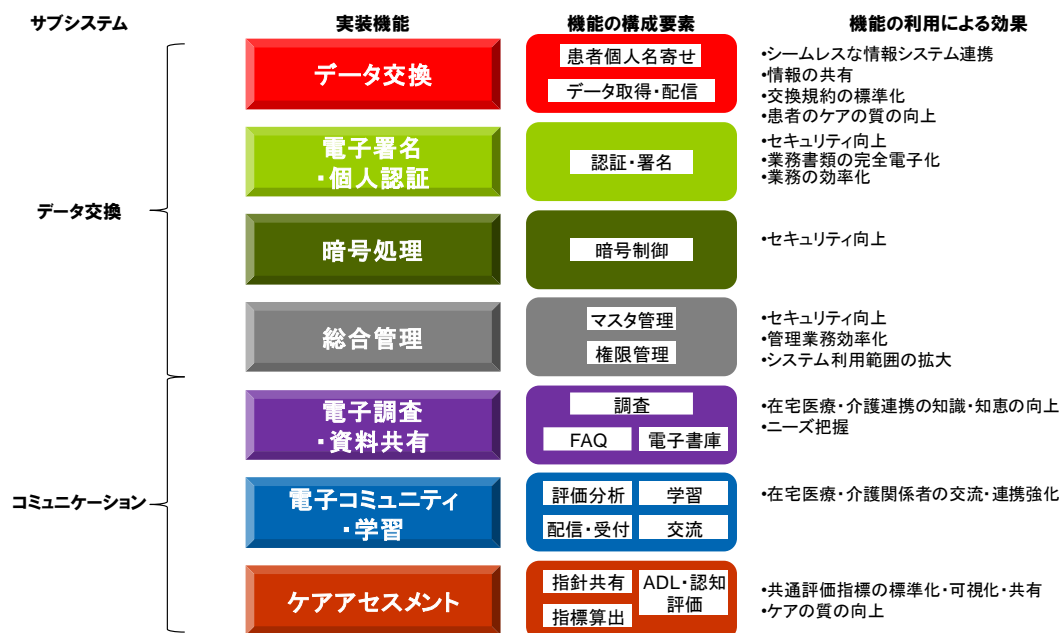 サブシステム
実装機能
機能の構成要素
機能の利用による効果
データ交換
データ交換
患者個人名寄せ
データ取得・配信
•シームレスな情報システム連携
•情報の共有
•交換規約の標準化
•患者のケアの質の向上
電子署名
・個人認証
認証・署名
•セキュリティ向上
•業務書類の完全電子化
•業務の効率化
暗号処理
暗号制御
•セキュリティ向上
総合管理
マスタ管理
権限管理
•セキュリティ向上
•管理業務効率化
•システム利用範囲の拡大
コミュニケーション
電子調査
・資料共有
調査
FAQ
電子書庫
•在宅医療・介護連携の知識・知恵の向上
•ニーズ把握
電子コミュニティ
・学習
評価分析
学習
配信・受付
交流
•在宅医療・介護関係者の交流・連携強化
ケアアセスメント
指針共有
ADL・認知
評価
指標算出
•共通評価指標の標準化・可視化・共有
•ケアの質の向上